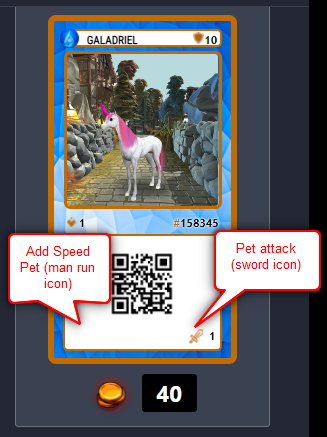 GALADRIEL 10
1 #158345
Add Speed
Pet (man run
icon)
Pet attack
(sword icon)
1
40